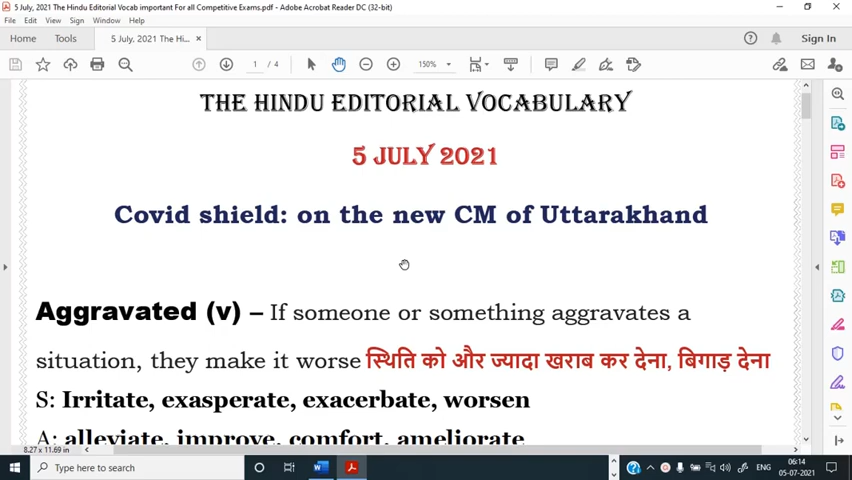 5 July, 2021 The Hindu Editorial Vocab important For all Competitive Exams.pdf - Adobe Acrobat Reader DC (32-bit)
File Edit View Sign Window Help
Home Tools 5 July, 2021 The Hi... × Sign In
1 / 4 150%
THE HINDU EDITORIAL VOCABULARY
5 JULY 2021
Covid shield: on the new CM of Uttarakhand
Aggravated (v) – If someone or something aggravates a
situation, they make it worse स्थिति को और ज्यादा खराब कर देना, बिगाड़ देना
S: Irritate, exasperate, exacerbate, worsen
A: alleviate, improve, comfort, ameliorate
8.27 x 11.69 in
Type here to search ENG 06:14
05-07-2021